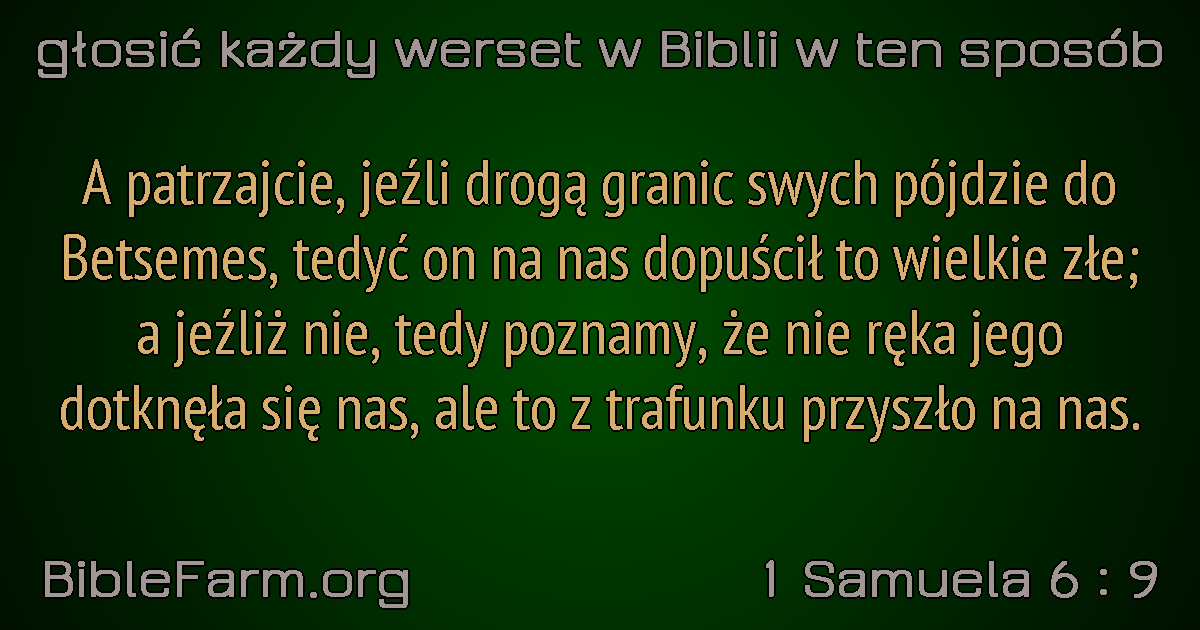 głosić każdy werset w Biblii w ten sposób
A patrzajcie, jeźli drogą granic swych pójdzie do
Betsemes, tedyć on na nas dopuścił to wielkie złe;
a jeźliż nie, tedy poznamy, że nie ręka jego
dotknęła się nas, ale to z trafunku przyszło na nas.
BibleFarm.org
1 Samuela 6 : 9